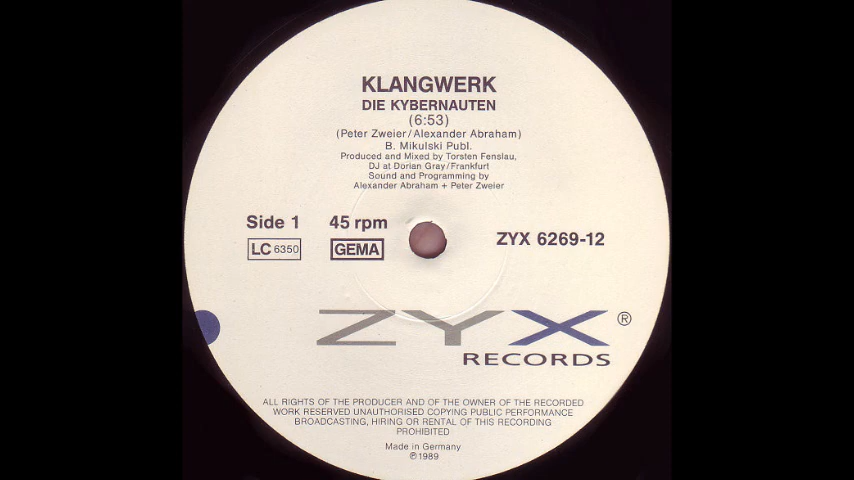 KLANGWERK
DIE KYBERNAUTEN
(6:53)
(Peter Zweier/Alexander Abraham)
B. Mikulski Publ.
Produced and Mixed by Torsten Fenslau,
DJ at Dorian Gray/Frankfurt
Sound and Programming by
Alexander Abraham + Peter Zweier
Side 1 45 rpm
LC 6350 GEMA
ZYX 6269-12
ZYX ®
RECORDS
ALL RIGHTS OF THE PRODUCER AND OF THE OWNER OF THE RECORDED
WORK RESERVED UNAUTHORISED COPYING PUBLIC PERFORMANCE
BROADCASTING, HIRING OR RENTAL OF THIS RECORDING
PROHIBITED
Made in Germany
℗ 1989